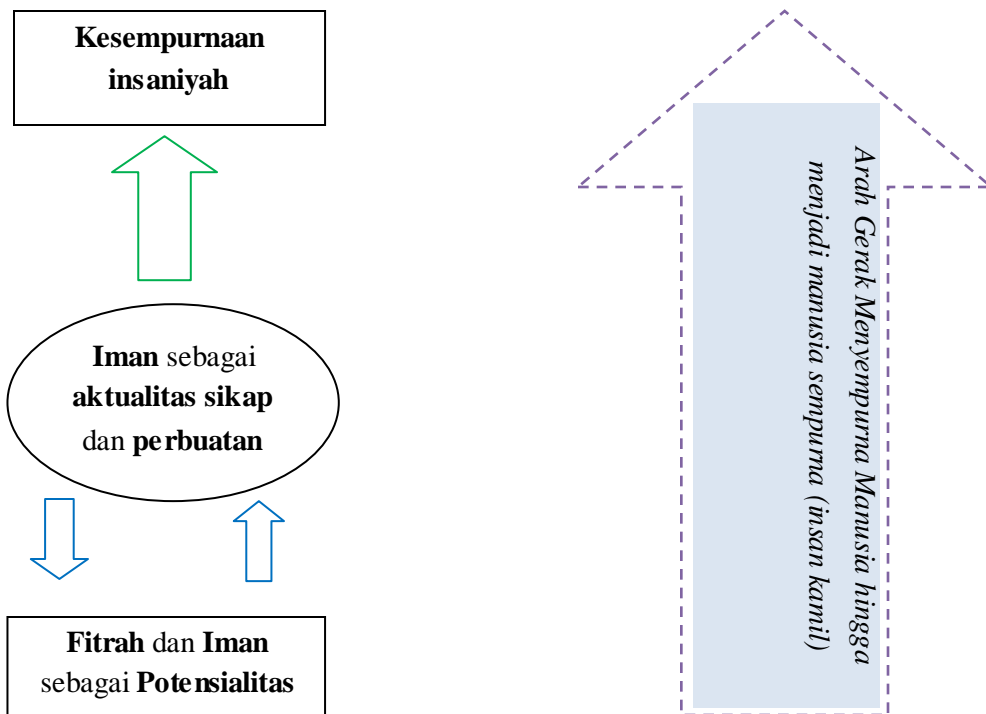 Kesempurnaan
insaniyah
Iman sebagai
aktualitas sikap
dan perbuatan
Fitrah dan Iman
sebagai Potensialitas
Arah Gerak Menyempurna Manusia hingga
menjadi manusia sempurna (insan kamil)